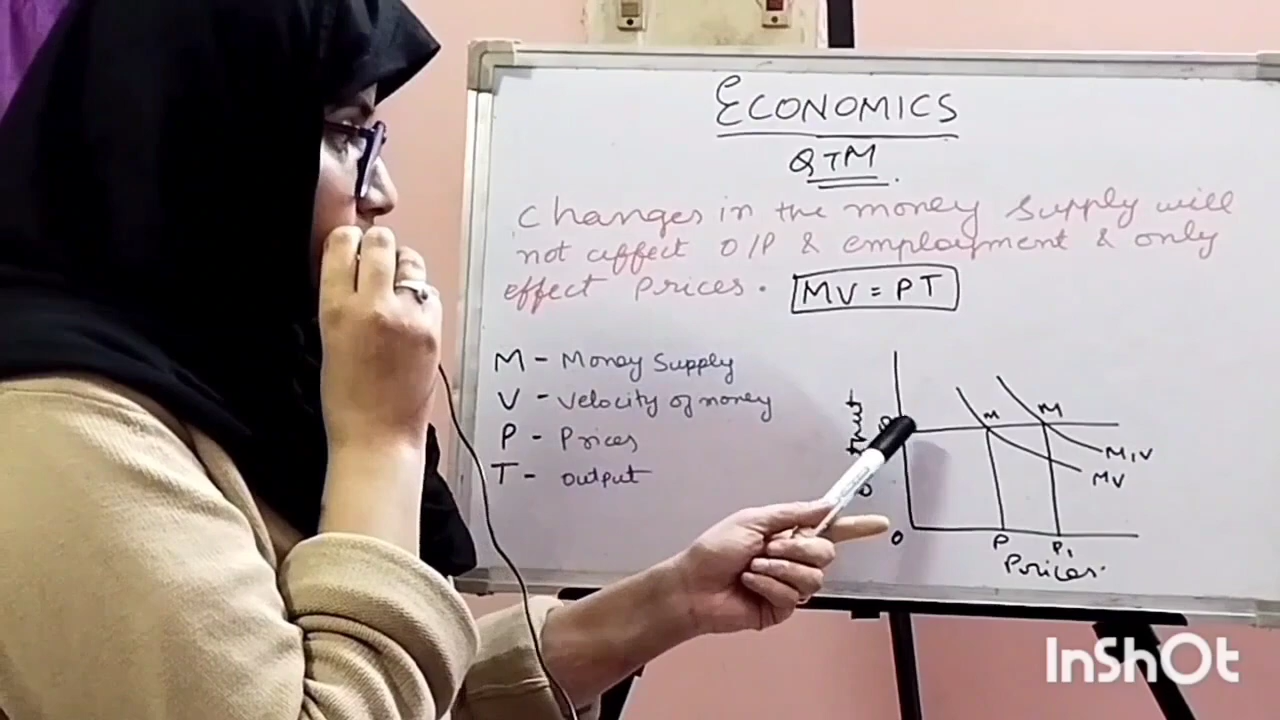 ECONOMICS
QTM.
Changes in the money supply will
not affect O/P & employment & only
effect Prices. MV = PT
M - Money Supply
V - Velocity of money
P - Prices
T - output
M M
M1V
MV
O P P1
Prices.
InShOt